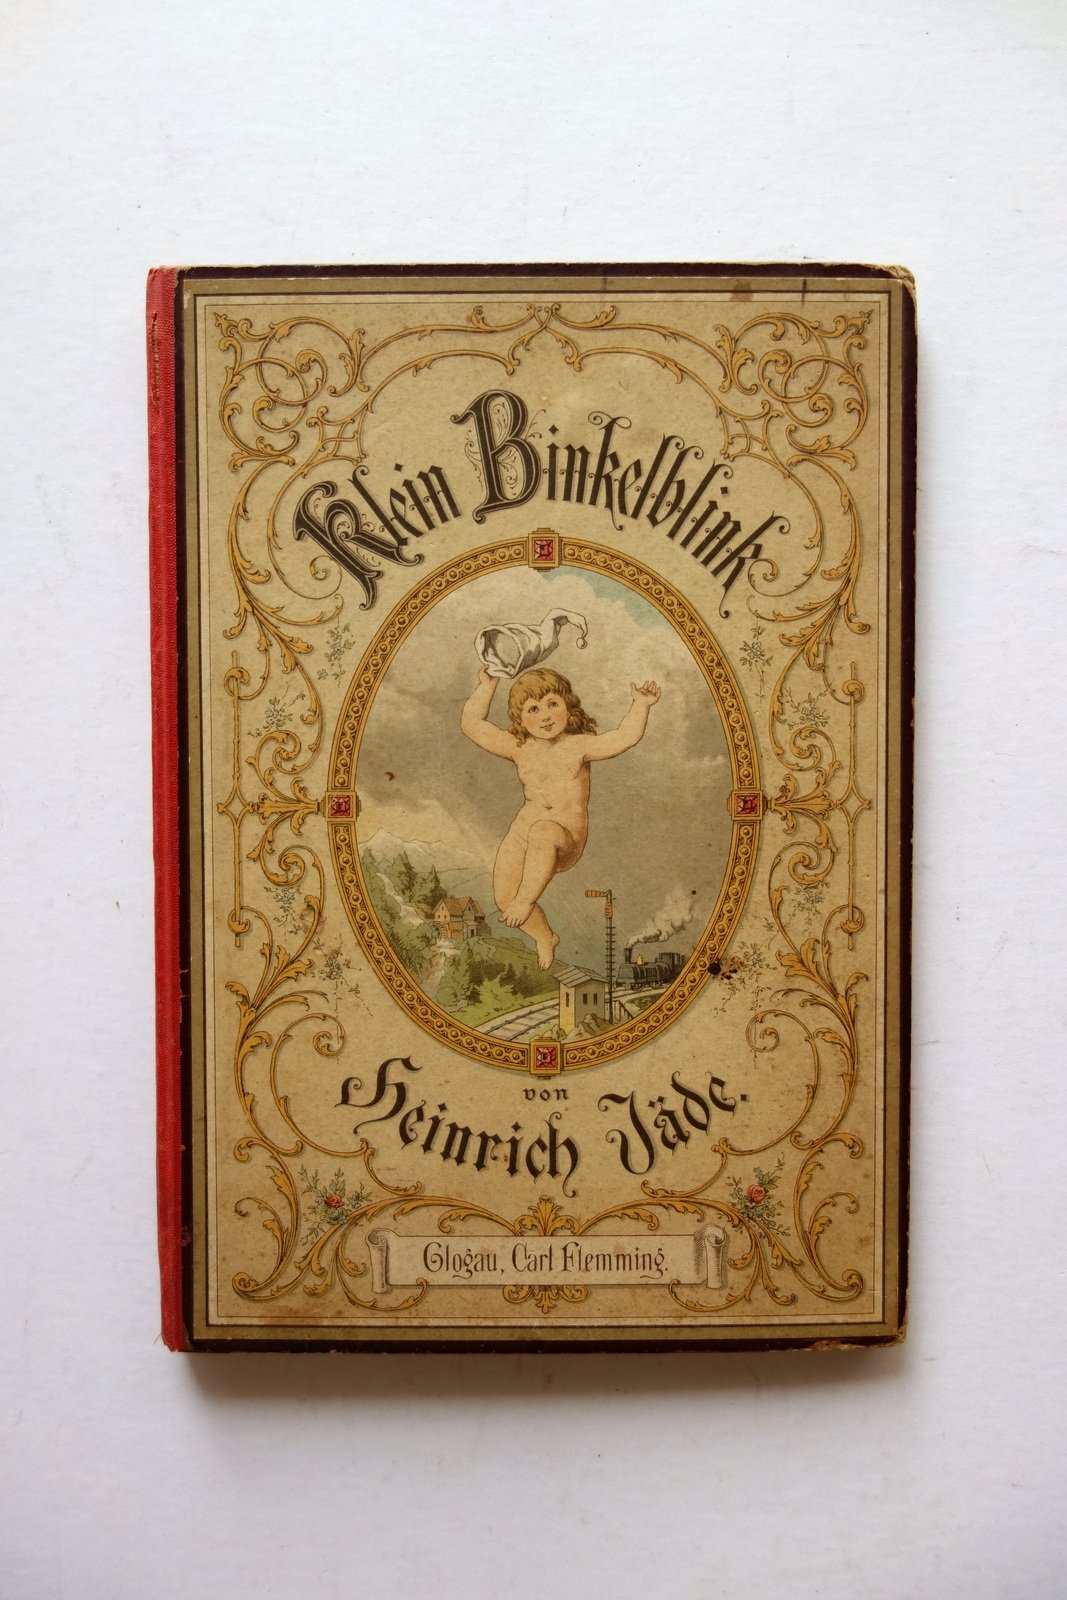 Klein Binkelblink
von
Heinrich Jäde.
Glogau, Carl Flemming.